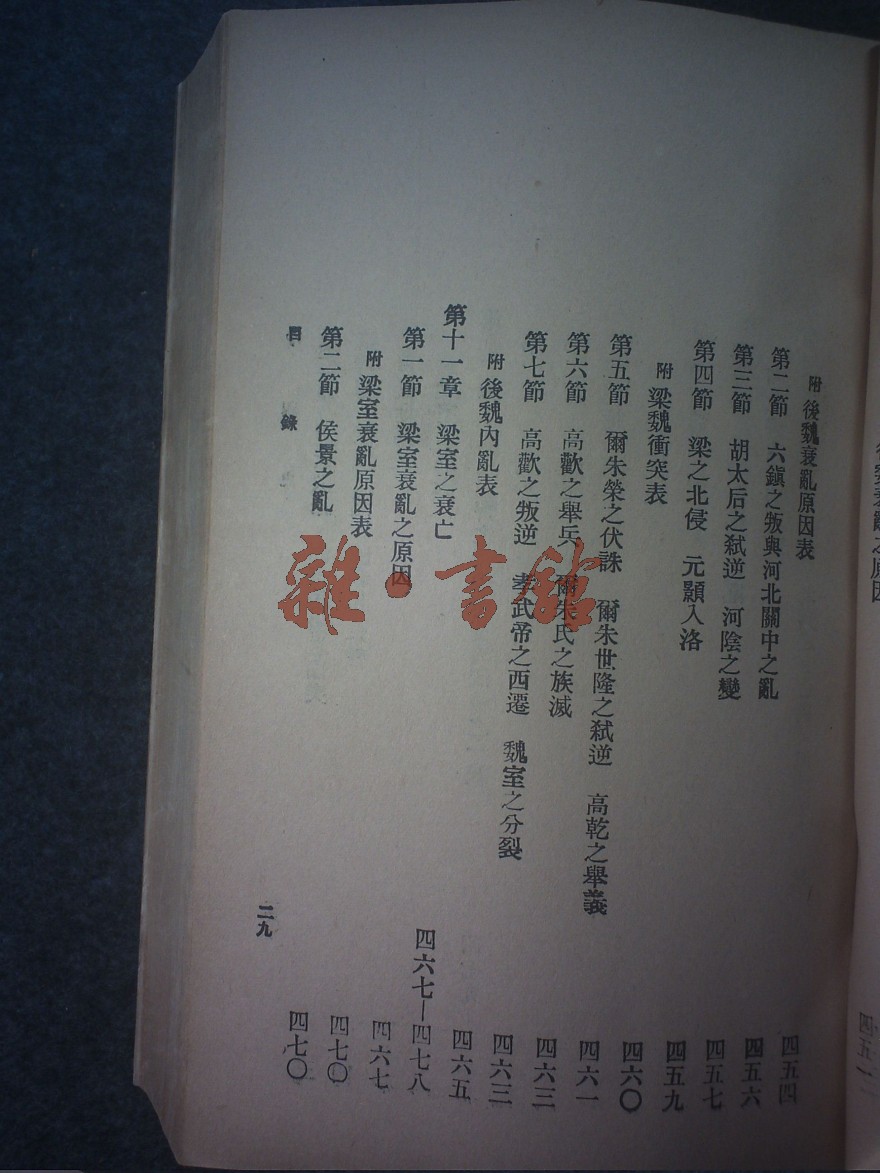 附 後魏衰亂原因表 四五四
第二節 六鎮之叛與河北關中之亂 四五六
第三節 胡太后之弒逆 河陰之變 四五七
第四節 梁之北侵 元顥入洛 四五九
附 梁魏衝突表 四六〇
第五節 爾朱榮之伏誅 爾朱世隆之弒逆 高乾之舉義 四六一
第六節 高歡之舉兵 爾朱氏之族滅 四六三
第七節 高歡之叛逆 孝武帝之西遷 魏室之分裂 四六三
附 後魏內亂表 四六五
第十一章 梁室之衰亡 四六七—四七八
第一節 梁室衰亂之原因 四六七
附 梁室衰亂原因表 四七〇
第二節 侯景之亂 四七〇
目錄 二九
雜·書館